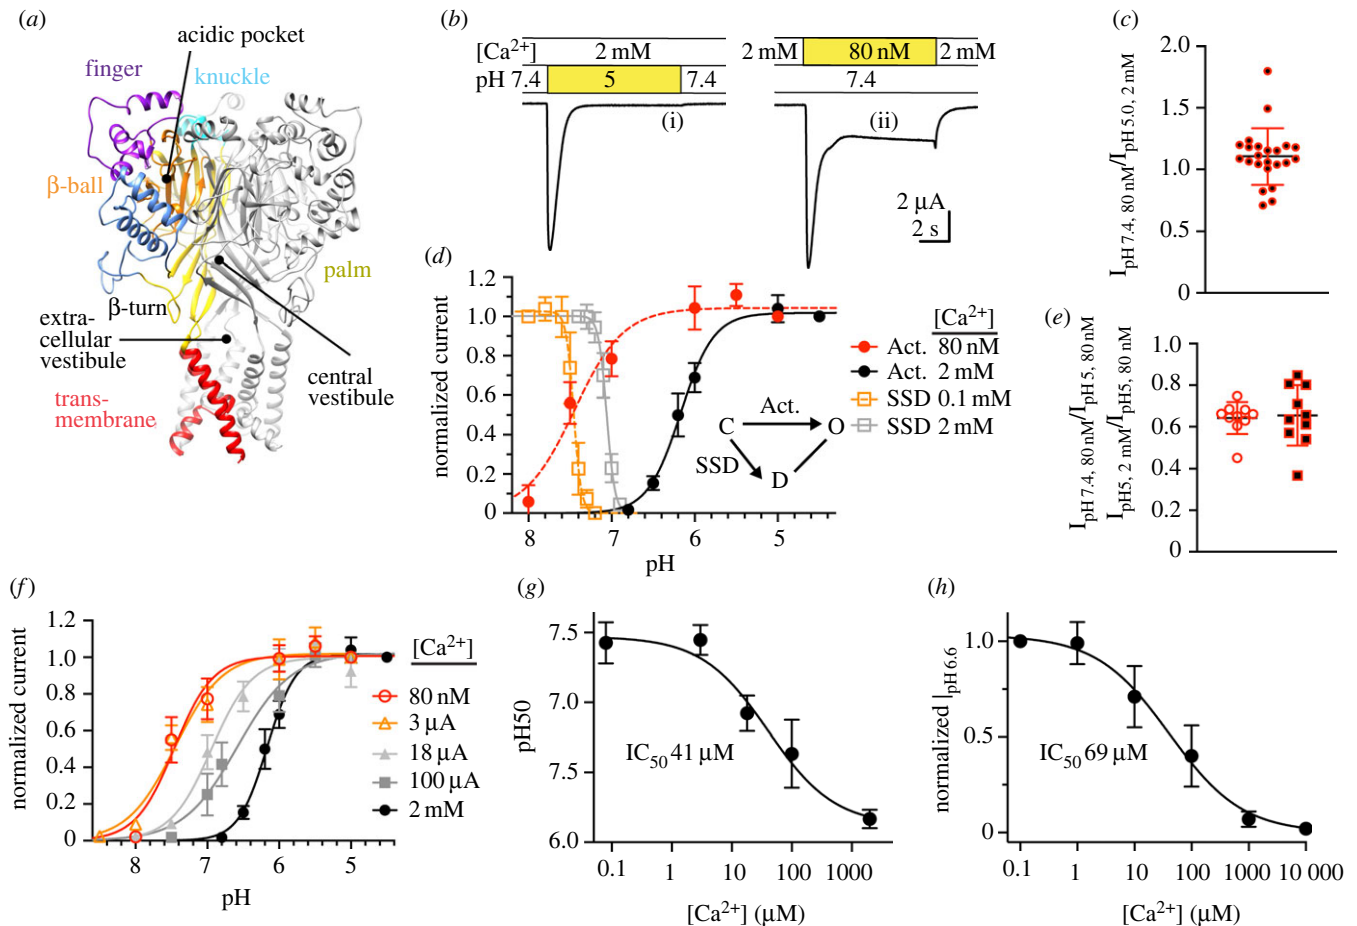 (a)
acidic pocket
finger
knuckle
β-ball
palm
β-turn
extra-
cellular
vestibule
central
vestibule
trans-
membrane
(b)
[Ca2+] 2 mM
pH 7.4 5 7.4
(i)
2 mM 80 nM 2 mM
7.4
(ii)
2 μA
2 s
(c)
I pH 7.4, 80 nM/I pH 5.0, 2 mM
2.0
1.5
1.0
0.5
0
(d)
normalized current
1.2
1.0
0.8
0.6
0.4
0.2
0
8 7 6 5
pH
[Ca2+]
Act. 80 nM
Act. 2 mM
SSD 0.1 mM
SSD 2 mM
Act.
C O
SSD
D
(e)
I pH 7.4, 80 nM/I pH 5, 80 nM
I pH5, 2 mM/I pH5, 80 nM
1.0
0.8
0.6
0.4
0.2
0
(f)
normalized current
1.2
1.0
0.8
0.6
0.4
0.2
0
8 7 6 5
pH
[Ca2+]
80 nM
3 μA
18 μA
100 μA
2 mM
(g)
pH50
7.5
7.0
7.5
6.0
IC50 41 μM
0.1 10 100 1000
[Ca2+] (μM)
(h)
normalized I pH 6.6
1.0
0.5
0
IC50 69 μM
0.1 1 10 100 1000 10 000
[Ca2+] (μM)